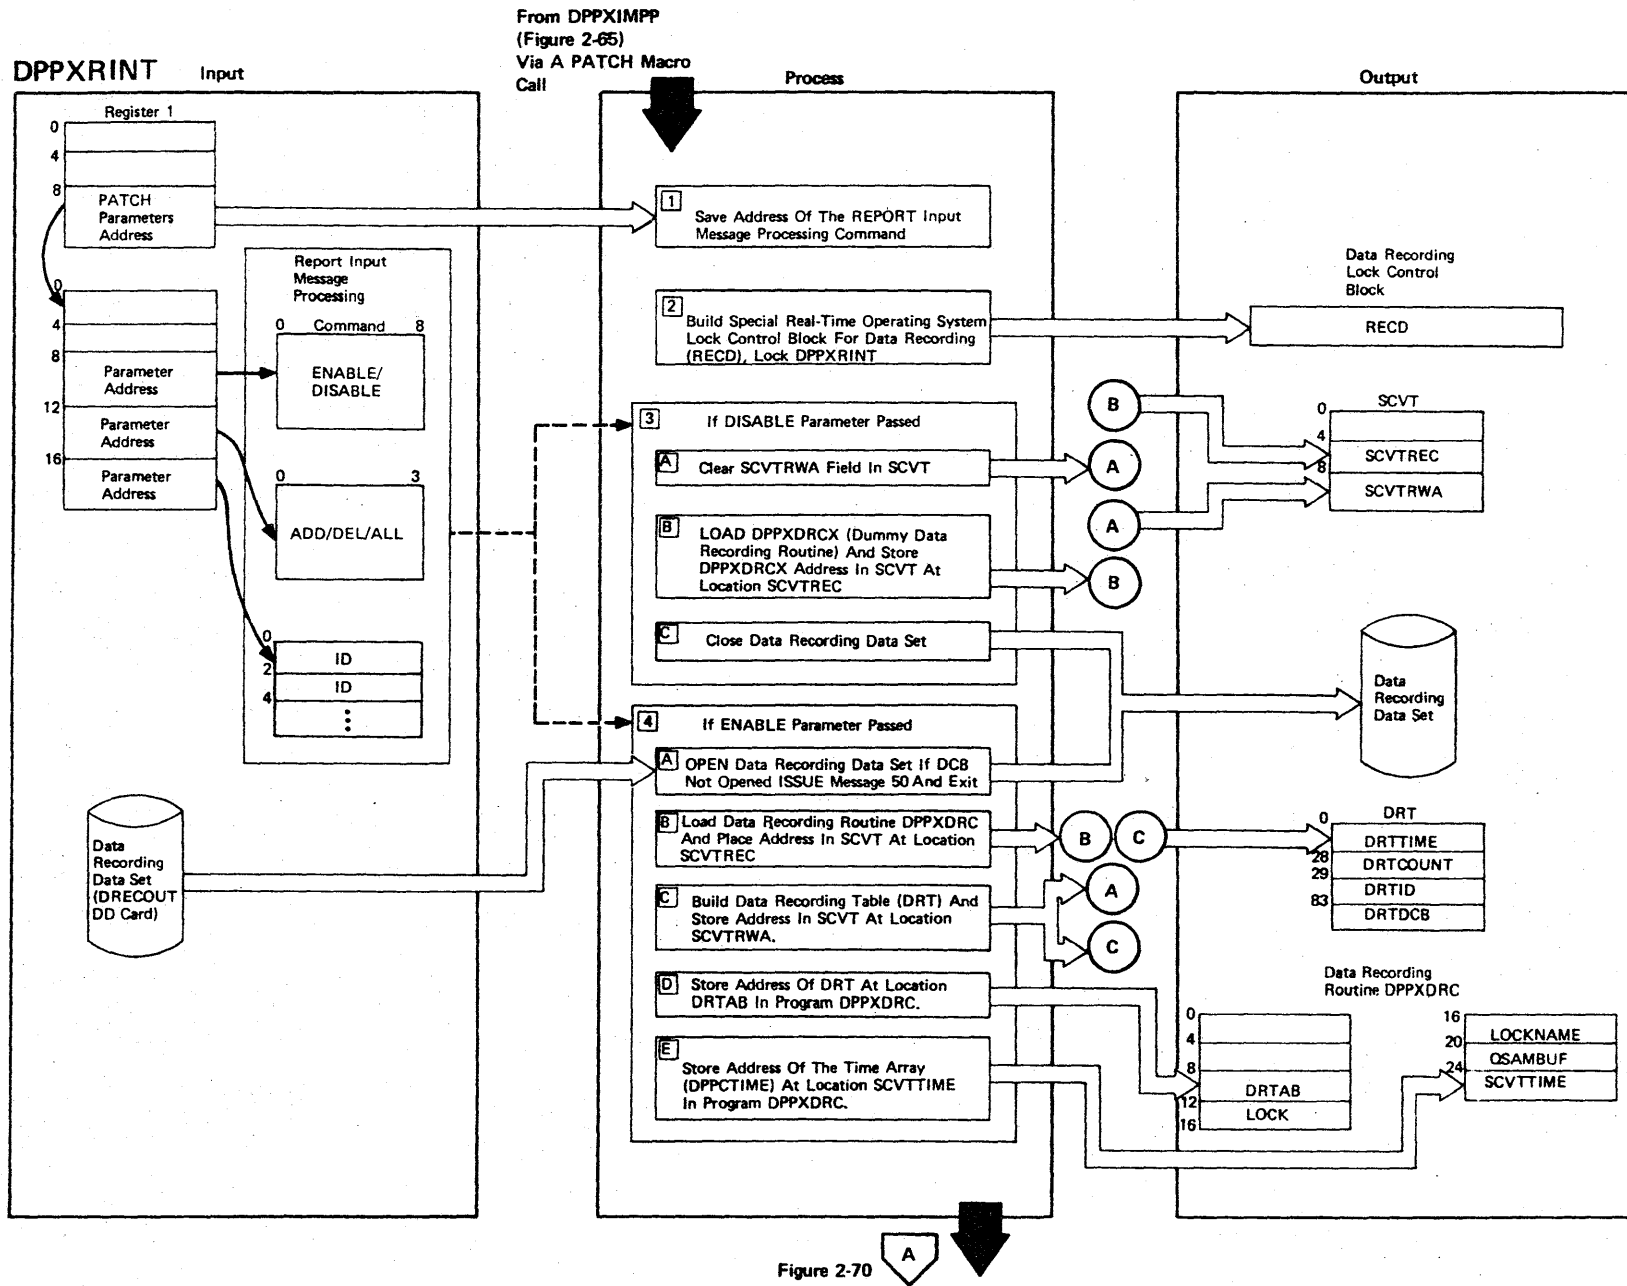 From DPPXIMPP
(Figure 2-65)
Via A PATCH Macro
Call
DPPXRINT
Input
Process
Output
Register 1
0
4
8
PATCH
Parameters
Address
0
4
8
Parameter
Address
12
Parameter
Address
16
Parameter
Address
Report Input
Message
Processing
0 Command 8
ENABLE/
DISABLE
0 3
ADD/DEL/ALL
0
ID
2
ID
4
Data
Recording
Data Set
(DRECOUT
DD Card)
1
Save Address Of The REPORT Input
Message Processing Command
2
Build Special Real-Time Operating System
Lock Control Block For Data Recording
(RECD), Lock DPPXRINT
3
If DISABLE Parameter Passed
A
Clear SCVTRWA Field In SCVT
B
LOAD DPPXDRCX (Dummy Data
Recording Routine) And Store
DPPXDRCX Address In SCVT At
Location SCVTREC
C
Close Data Recording Data Set
4
If ENABLE Parameter Passed
A
OPEN Data Recording Data Set If DCB
Not Opened ISSUE Message 50 And Exit
B
Load Data Recording Routine DPPXDRC
And Place Address In SCVT At Location
SCVTREC
C
Build Data Recording Table (DRT) And
Store Address In SCVT At Location
SCVTRWA.
D
Store Address Of DRT At Location
DRTAB In Program DPPXDRC.
E
Store Address Of The Time Array
(DPPCTIME) At Location SCVTTIME
In Program DPPXDRC.
B
A
A
B
B
C
A
C
Data Recording
Lock Control
Block
RECD
SCVT
0
4
SCVTREC
8
SCVTRWA
Data
Recording
Data Set
DRT
0
DRTTIME
28
DRTCOUNT
29
DRTID
83
DRTDCB
Data Recording
Routine DPPXDRC
0
4
8
DRTAB
12
LOCK
16
16
LOCKNAME
20
QSAMBUF
24
SCVTTIME
A
Figure 2-70